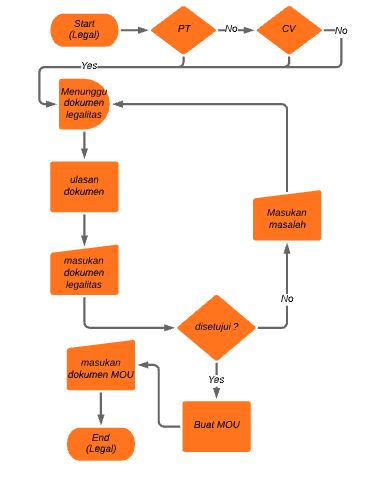 Start
(Legal)
PT
No
CV
No
Yes
Menunggu
dokumen
legalitas
ulasan
dokumen
Masukan
masalah
masukan
dokumen
legalitas
No
disetujui ?
masukan
dokumen MOU
Yes
Buat MOU
End
(Legal)